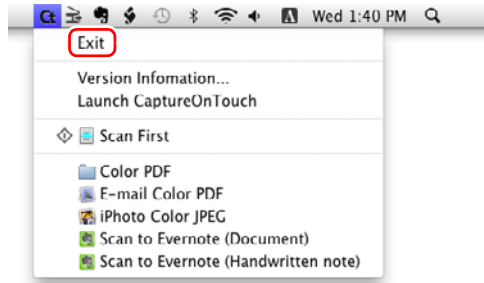 Ct Wed 1:40 PM
Exit
Version Infomation...
Launch CaptureOnTouch
Scan First
Color PDF
E-mail Color PDF
iPhoto Color JPEG
Scan to Evernote (Document)
Scan to Evernote (Handwritten note)